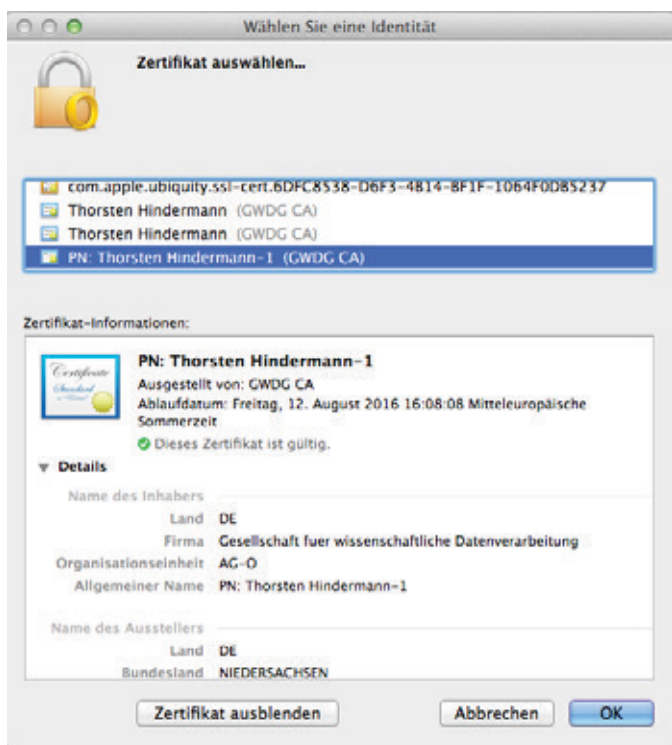 Wählen Sie eine Identität
Zertifikat auswählen...
com.apple.ubiquity.ssl-cert.6DFC8538-D6F3-4814-8F1F-1064F0D85237
Thorsten Hindermann (GWDG CA)
Thorsten Hindermann (GWDG CA)
PN: Thorsten Hindermann-1 (GWDG CA)
Zertifikat-Informationen:
Certificate
Standard
PN: Thorsten Hindermann-1
Ausgestellt von: GWDG CA
Ablaufdatum: Freitag, 12. August 2016 16:08:08 Mitteleuropäische
Sommerzeit
Dieses Zertifikat ist gültig.
Details
Name des Inhabers
Land DE
Firma Gesellschaft fuer wissenschaftliche Datenverarbeitung
Organisationseinheit AG-O
Allgemeiner Name PN: Thorsten Hindermann-1
Name des Ausstellers
Land DE
Bundesland NIEDERSACHSEN
Zertifikat ausblenden Abbrechen OK